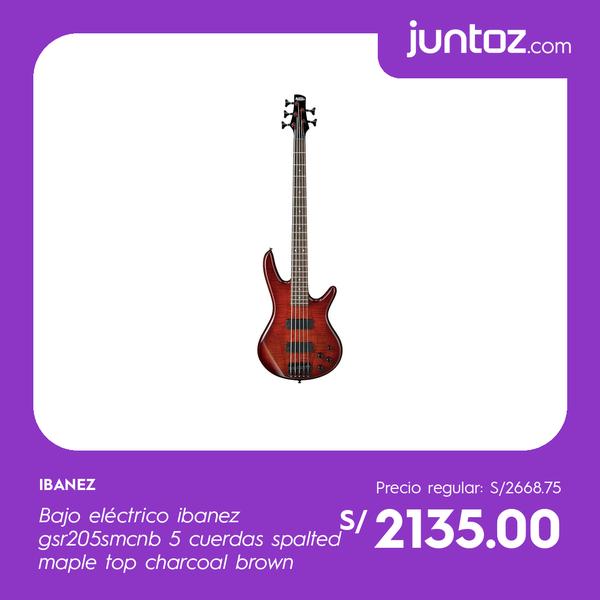 juntoz.com
IBANEZ
Bajo eléctrico ibanez
gsr205smcnb 5 cuerdas spalted
maple top charcoal brown
Precio regular: S/2668.75
S/ 2135.00